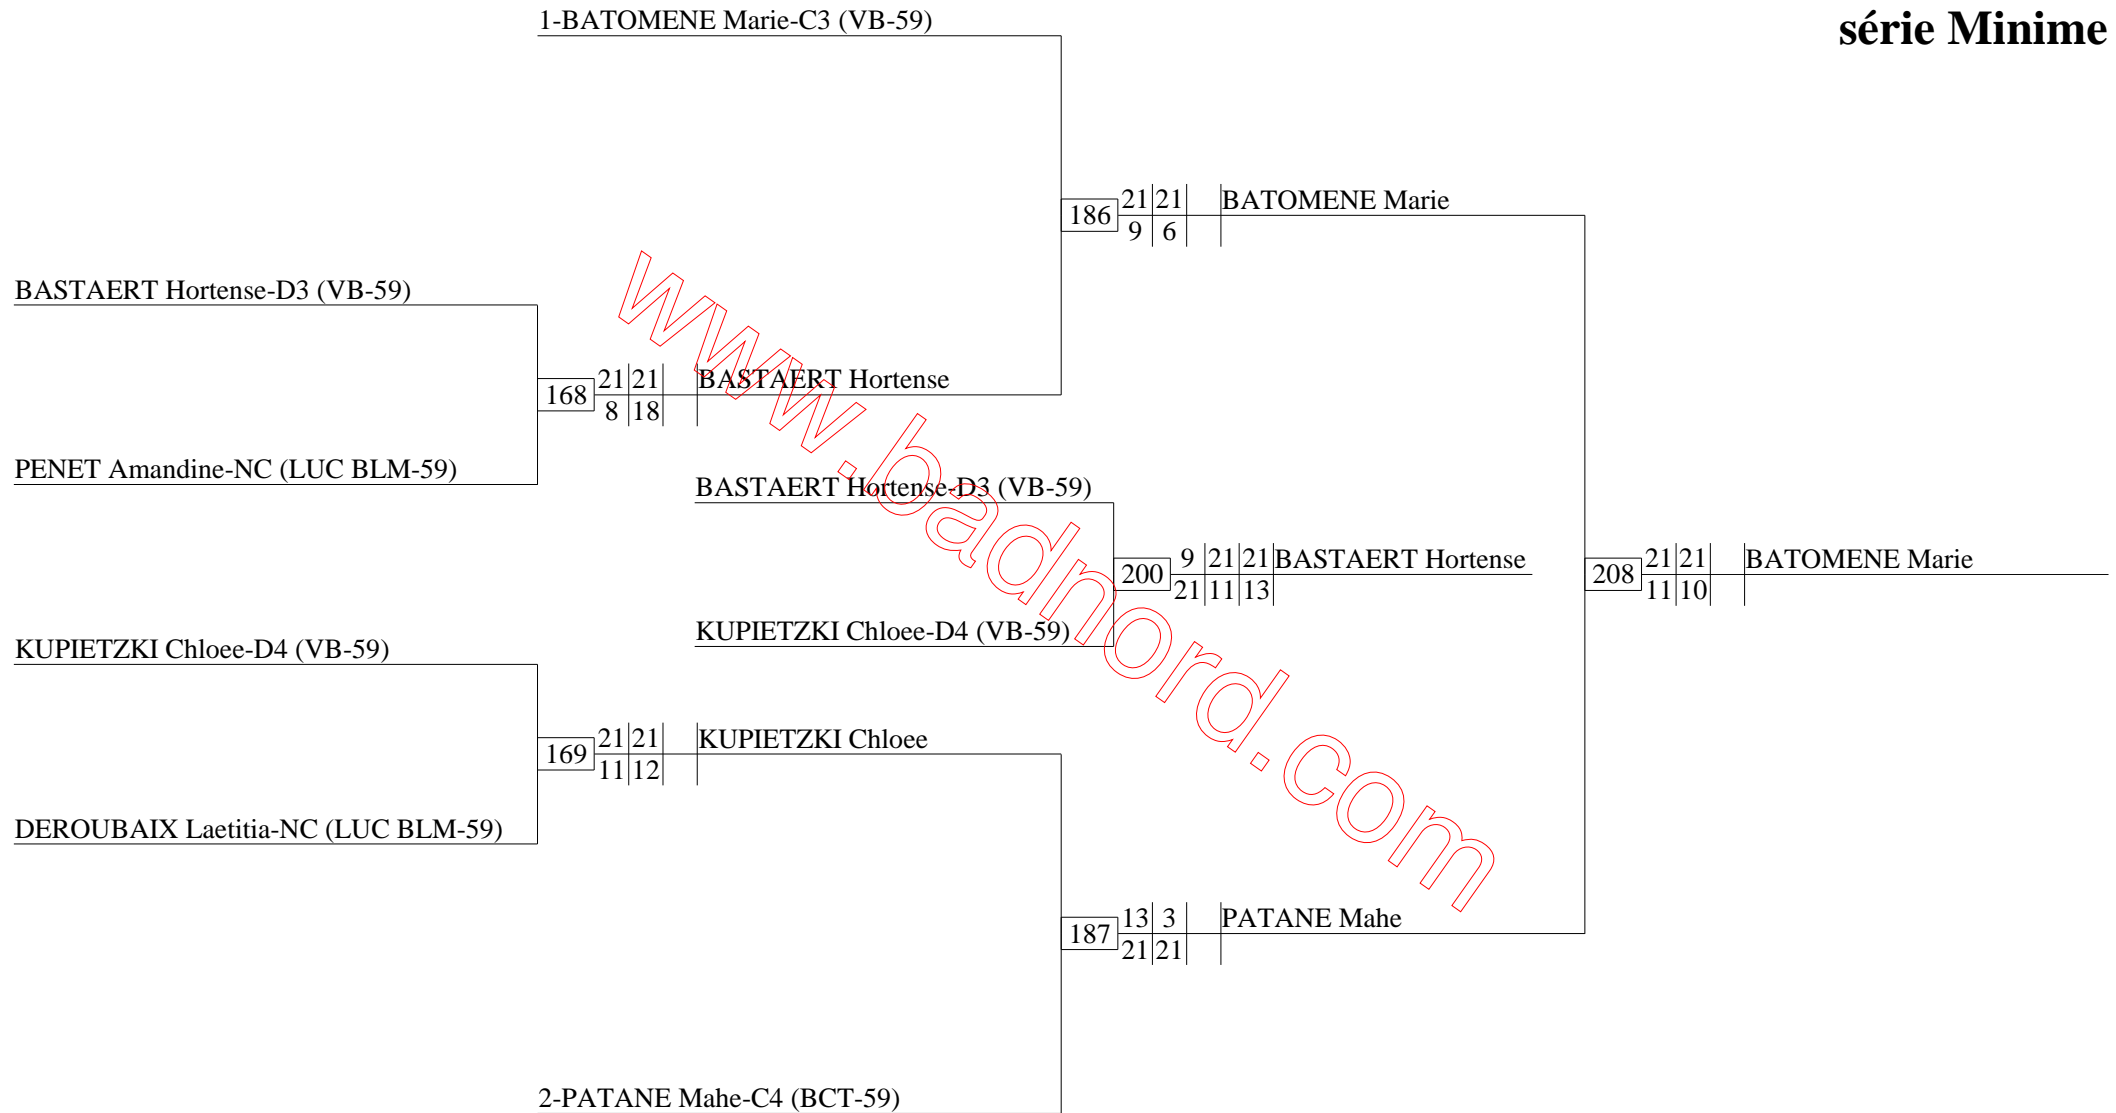 1-BATOMENE Marie-C3 (VB-59)
série Minime
186
21 21
9 6
BATOMENE Marie
BASTAERT Hortense-D3 (VB-59)
168
21 21
8 18
BASTAERT Hortense
PENET Amandine-NC (LUC BLM-59)
BASTAERT Hortense-D3 (VB-59)
200
9 21 21
21 11 13
BASTAERT Hortense
208
21 21
11 10
BATOMENE Marie
KUPIETZKI Chloee-D4 (VB-59)
KUPIETZKI Chloee-D4 (VB-59)
169
21 21
11 12
KUPIETZKI Chloee
DEROUBAIX Laetitia-NC (LUC BLM-59)
187
13 3
21 21
PATANE Mahe
2-PATANE Mahe-C4 (BCT-59)
www.badnord.com